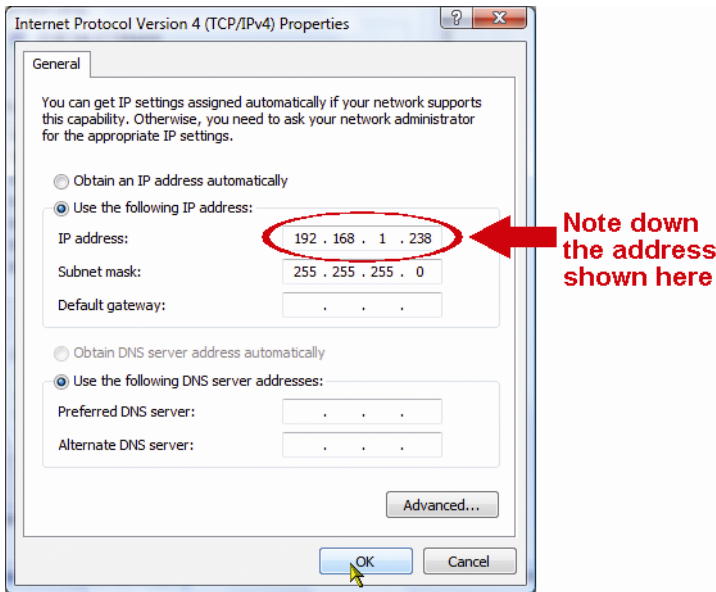 Internet Protocol Version 4 (TCP/IPv4) Properties
General
You can get IP settings assigned automatically if your network supports
this capability. Otherwise, you need to ask your network administrator
for the appropriate IP settings.
Obtain an IP address automatically
Use the following IP address:
IP address: 192 . 168 . 1 . 238
Subnet mask: 255 . 255 . 255 . 0
Default gateway: . . .
Obtain DNS server address automatically
Use the following DNS server addresses:
Preferred DNS server: . . .
Alternate DNS server: . . .
Advanced...
OK Cancel
Note down
the address
shown here